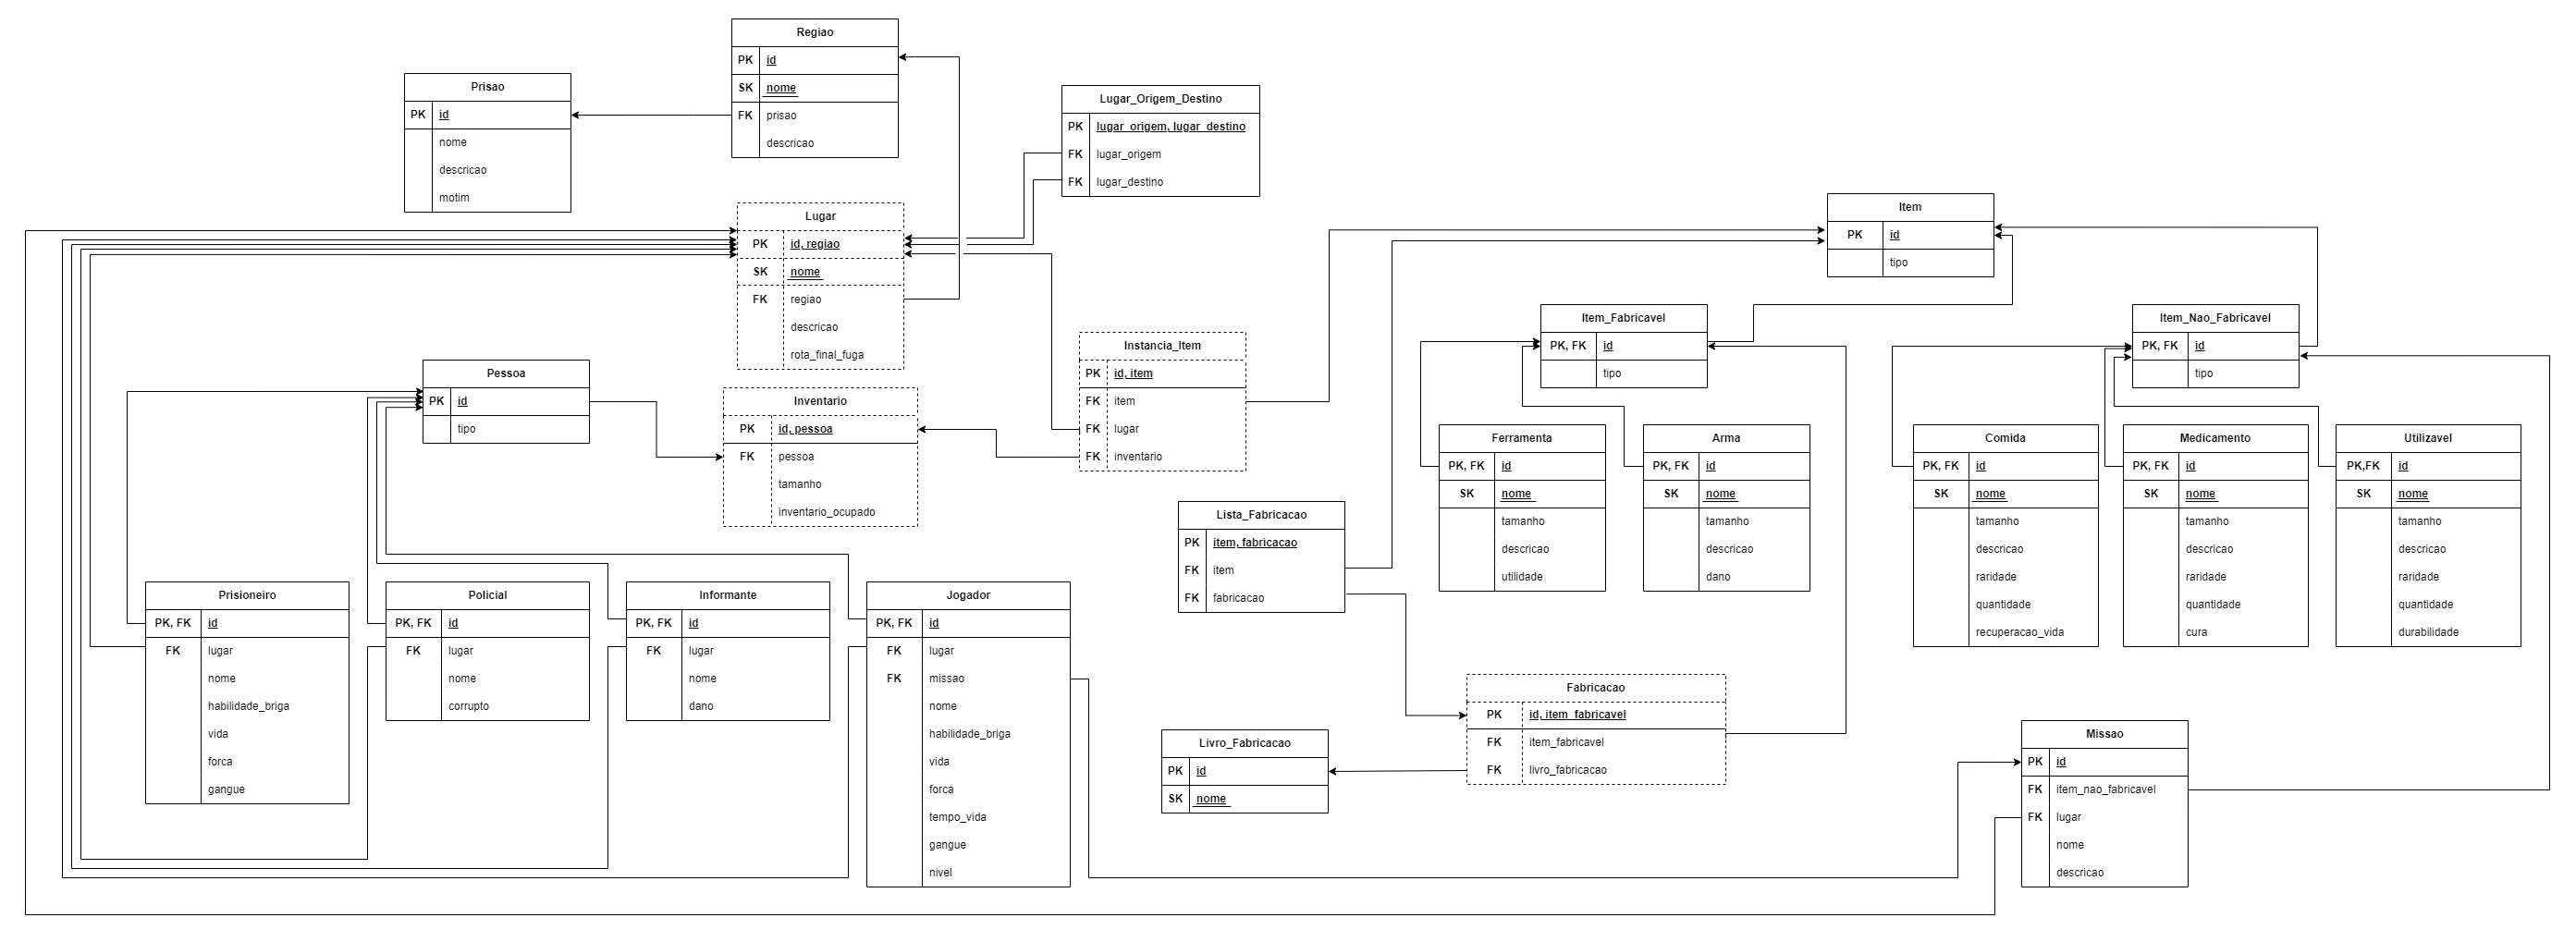 Regiao
PK id
SK nome
FK prisao
descricao
Prisao
PK id
nome
descricao
motim
Lugar_Origem_Destino
PK lugar_origem, lugar_destino
FK lugar_origem
FK lugar_destino
Lugar
PK id, regiao
SK nome
FK regiao
descricao
rota_final_fuga
Item
PK id
tipo
Item_Fabricavel
PK, FK id
tipo
Item_Nao_Fabricavel
PK, FK id
tipo
Instancia_Item
PK id, item
FK item
FK lugar
FK inventario
Pessoa
PK id
tipo
Inventario
PK id, pessoa
FK pessoa
tamanho
inventario_ocupado
Ferramenta
PK, FK id
SK nome
tamanho
descricao
utilidade
Arma
PK, FK id
SK nome
tamanho
descricao
dano
Comida
PK, FK id
SK nome
tamanho
descricao
raridade
quantidade
recuperacao_vida
Medicamento
PK, FK id
SK nome
tamanho
descricao
raridade
quantidade
cura
Utilizavel
PK,FK id
SK nome
tamanho
descricao
raridade
quantidade
durabilidade
Lista_Fabricacao
PK item, fabricacao
FK item
FK fabricacao
Prisioneiro
PK, FK id
FK lugar
nome
habilidade_briga
vida
forca
gangue
Policial
PK, FK id
FK lugar
nome
corrupto
Informante
PK, FK id
FK lugar
nome
dano
Jogador
PK, FK id
FK lugar
FK missao
nome
habilidade_briga
vida
forca
tempo_vida
gangue
nivel
Fabricacao
PK id, item_fabricavel
FK item_fabricavel
FK livro_fabricacao
Livro_Fabricacao
PK id
SK nome
Missao
PK id
FK item_nao_fabricavel
FK lugar
nome
descricao